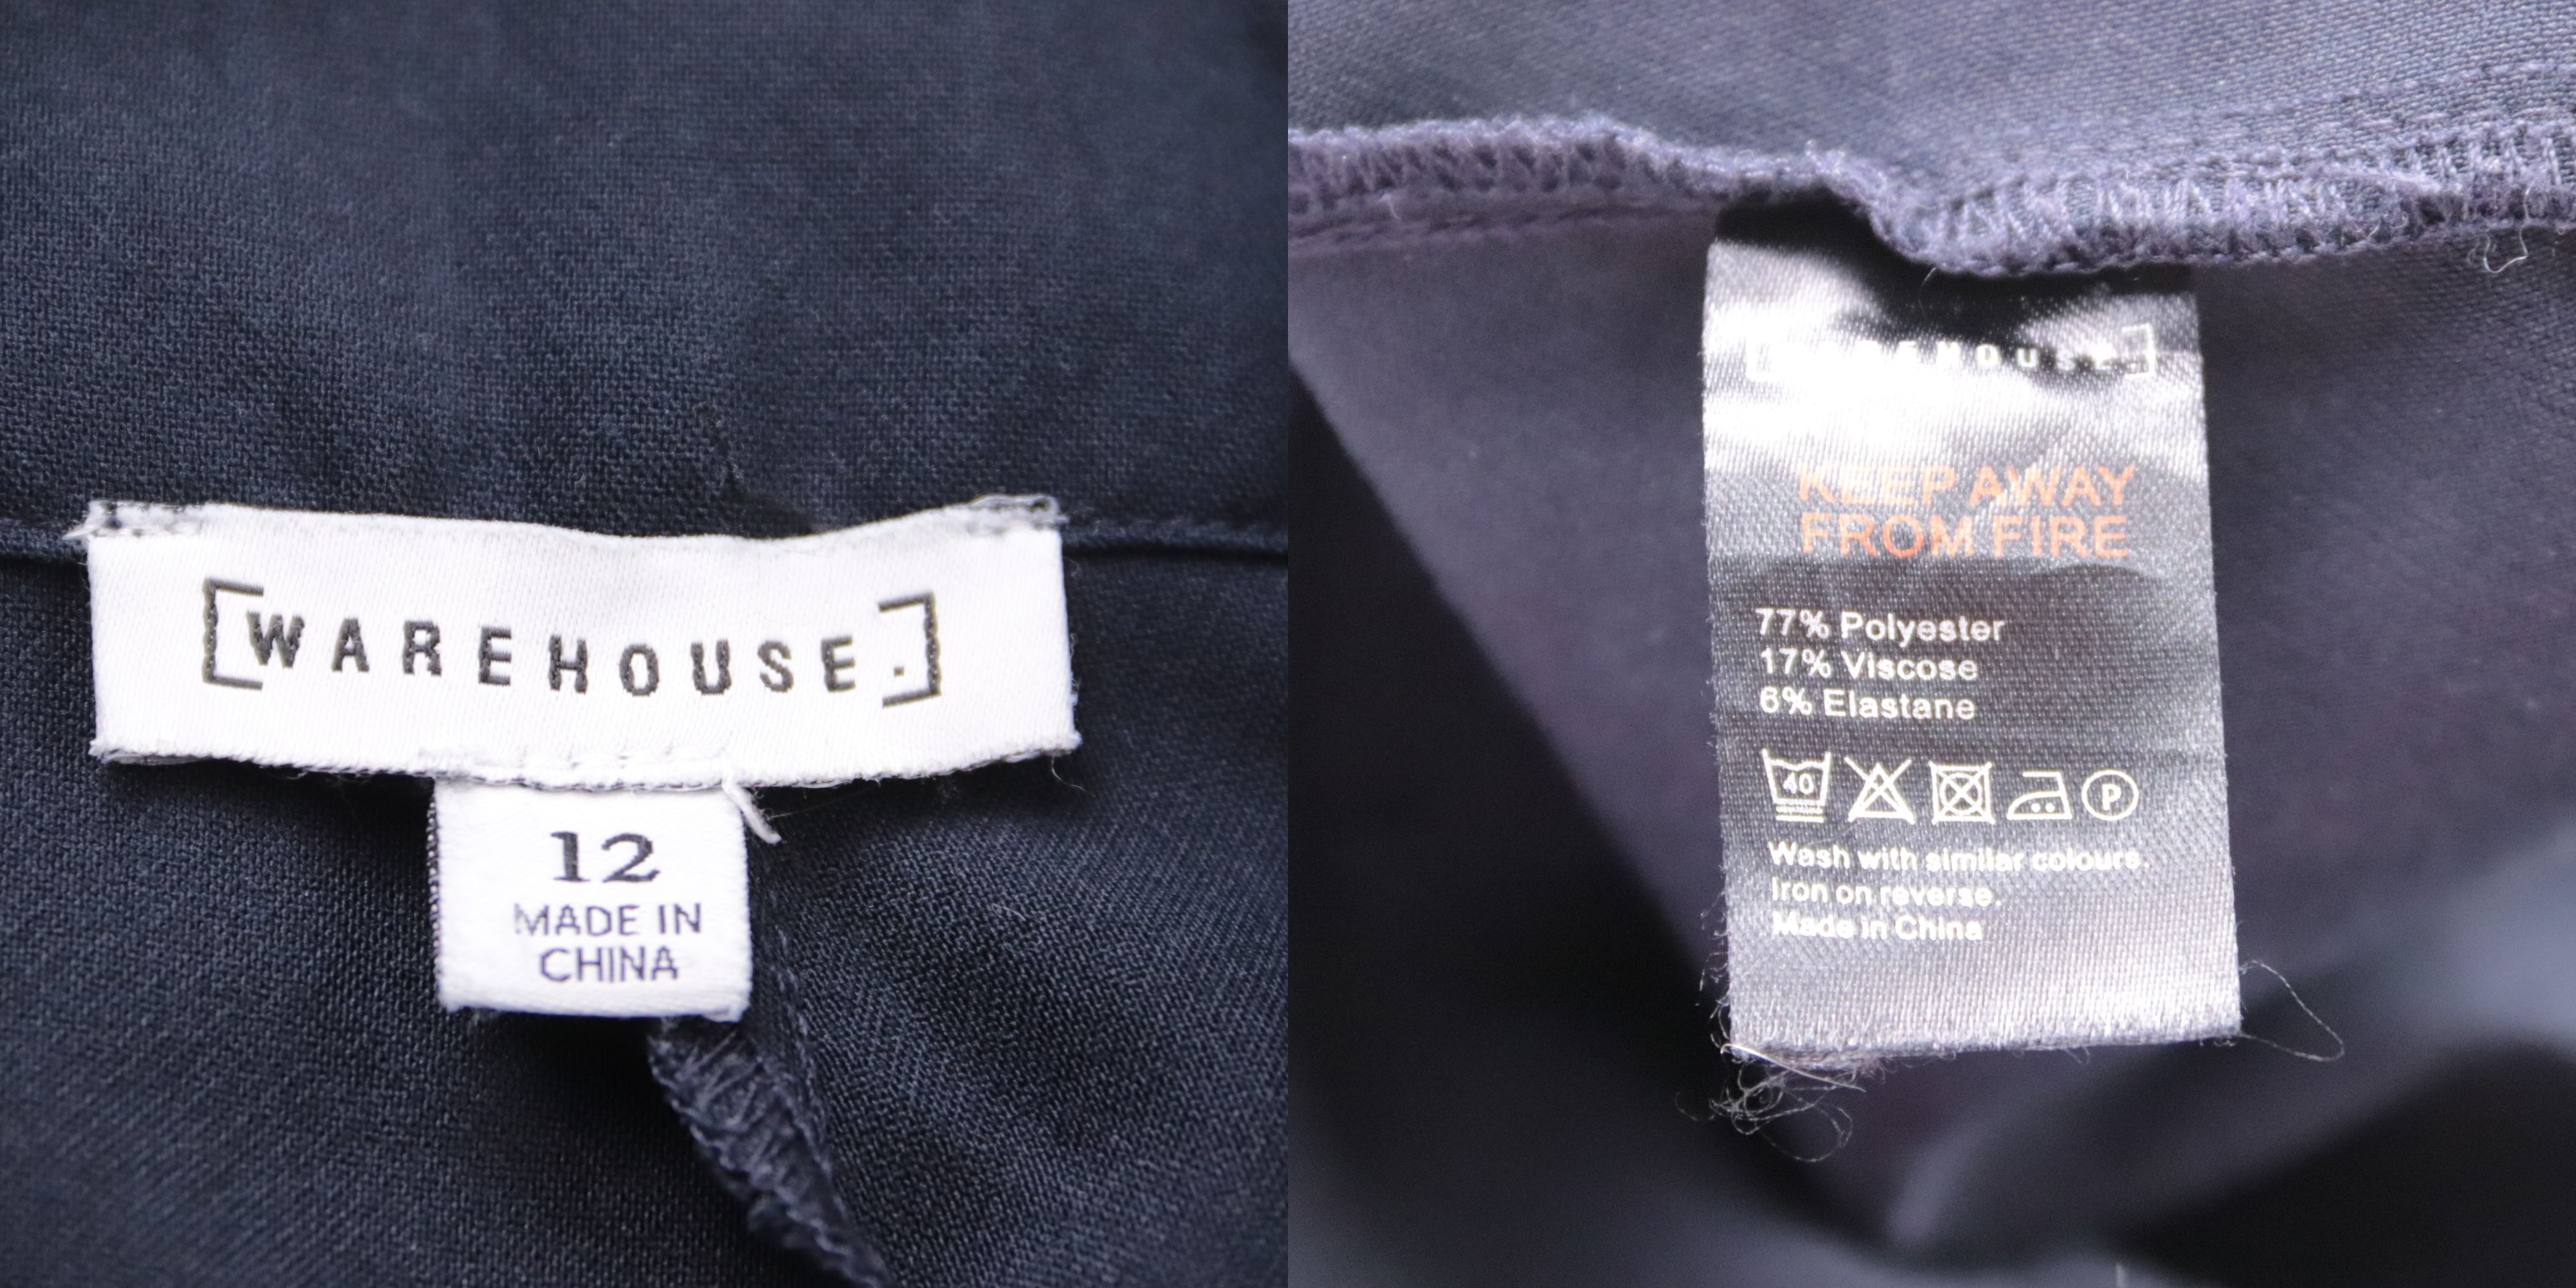 [WAREHOUSE.]
12
MADE IN
CHINA
[WAREHOUSE.]
KEEP AWAY
FROM FIRE
77% Polyester
17% Viscose
6% Elastane
40 P
Wash with similar colours.
Iron on reverse.
Made in China